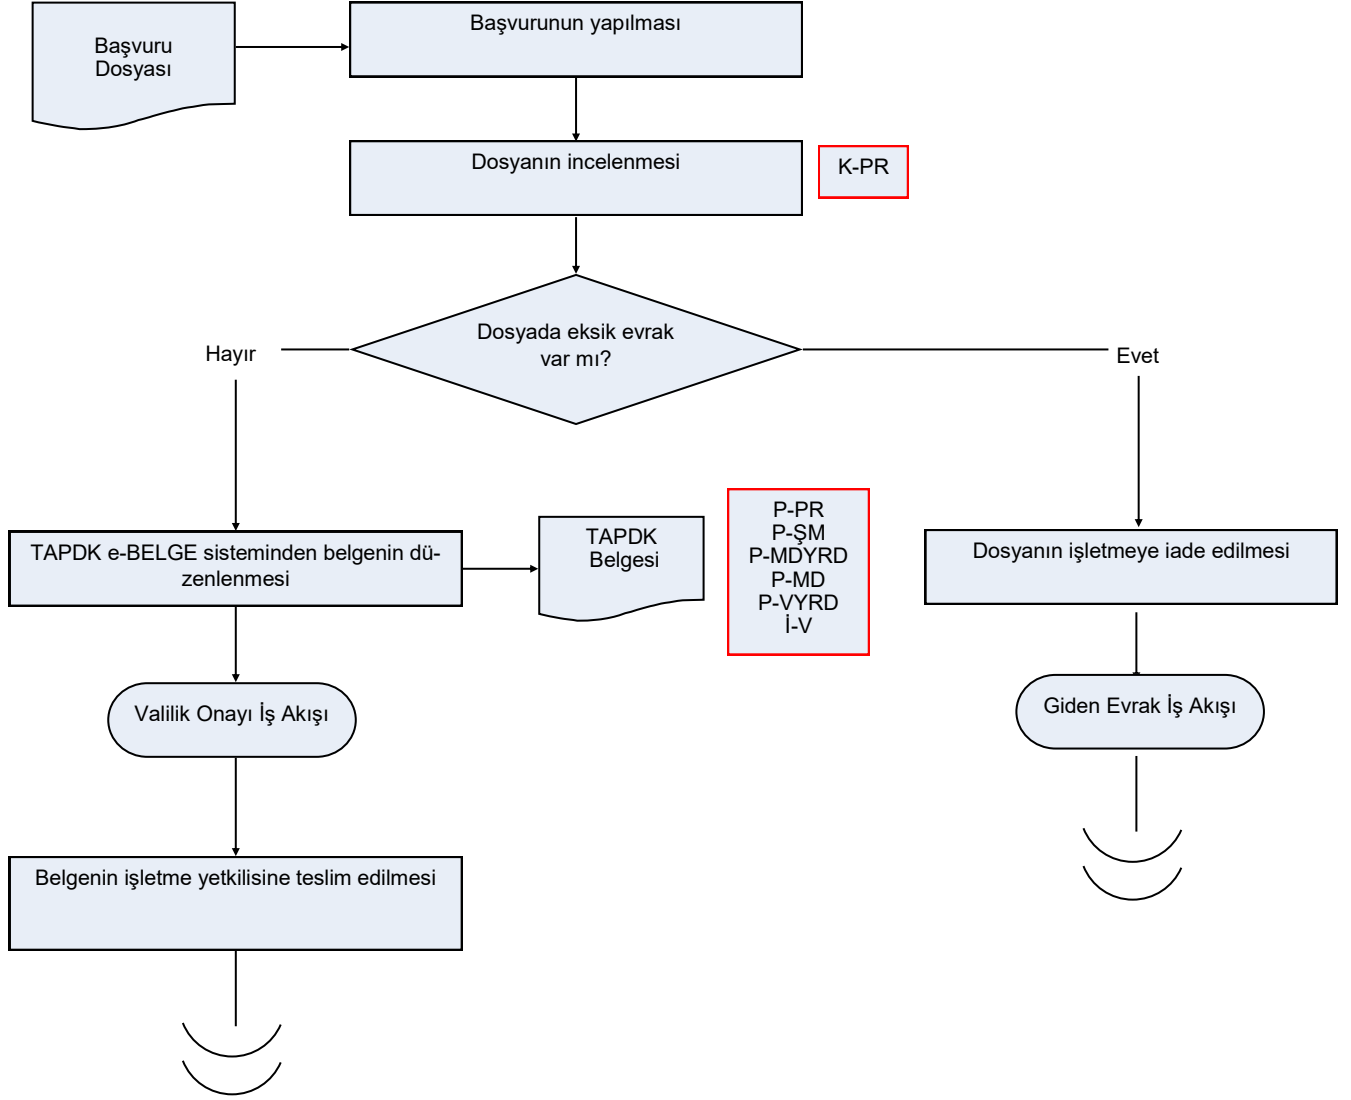 Başvuru
Dosyası
Başvurunun yapılması
Dosyanın incelenmesi
K-PR
Dosyada eksik evrak
var mı?
Hayır
Evet
TAPDK e-BELGE sisteminden belgenin dü-
zenlenmesi
TAPDK
Belgesi
P-PR
P-ŞM
P-MDYRD
P-MD
P-VYRD
İ-V
Dosyanın işletmeye iade edilmesi
Valilik Onayı İş Akışı
Giden Evrak İş Akışı
Belgenin işletme yetkilisine teslim edilmesi